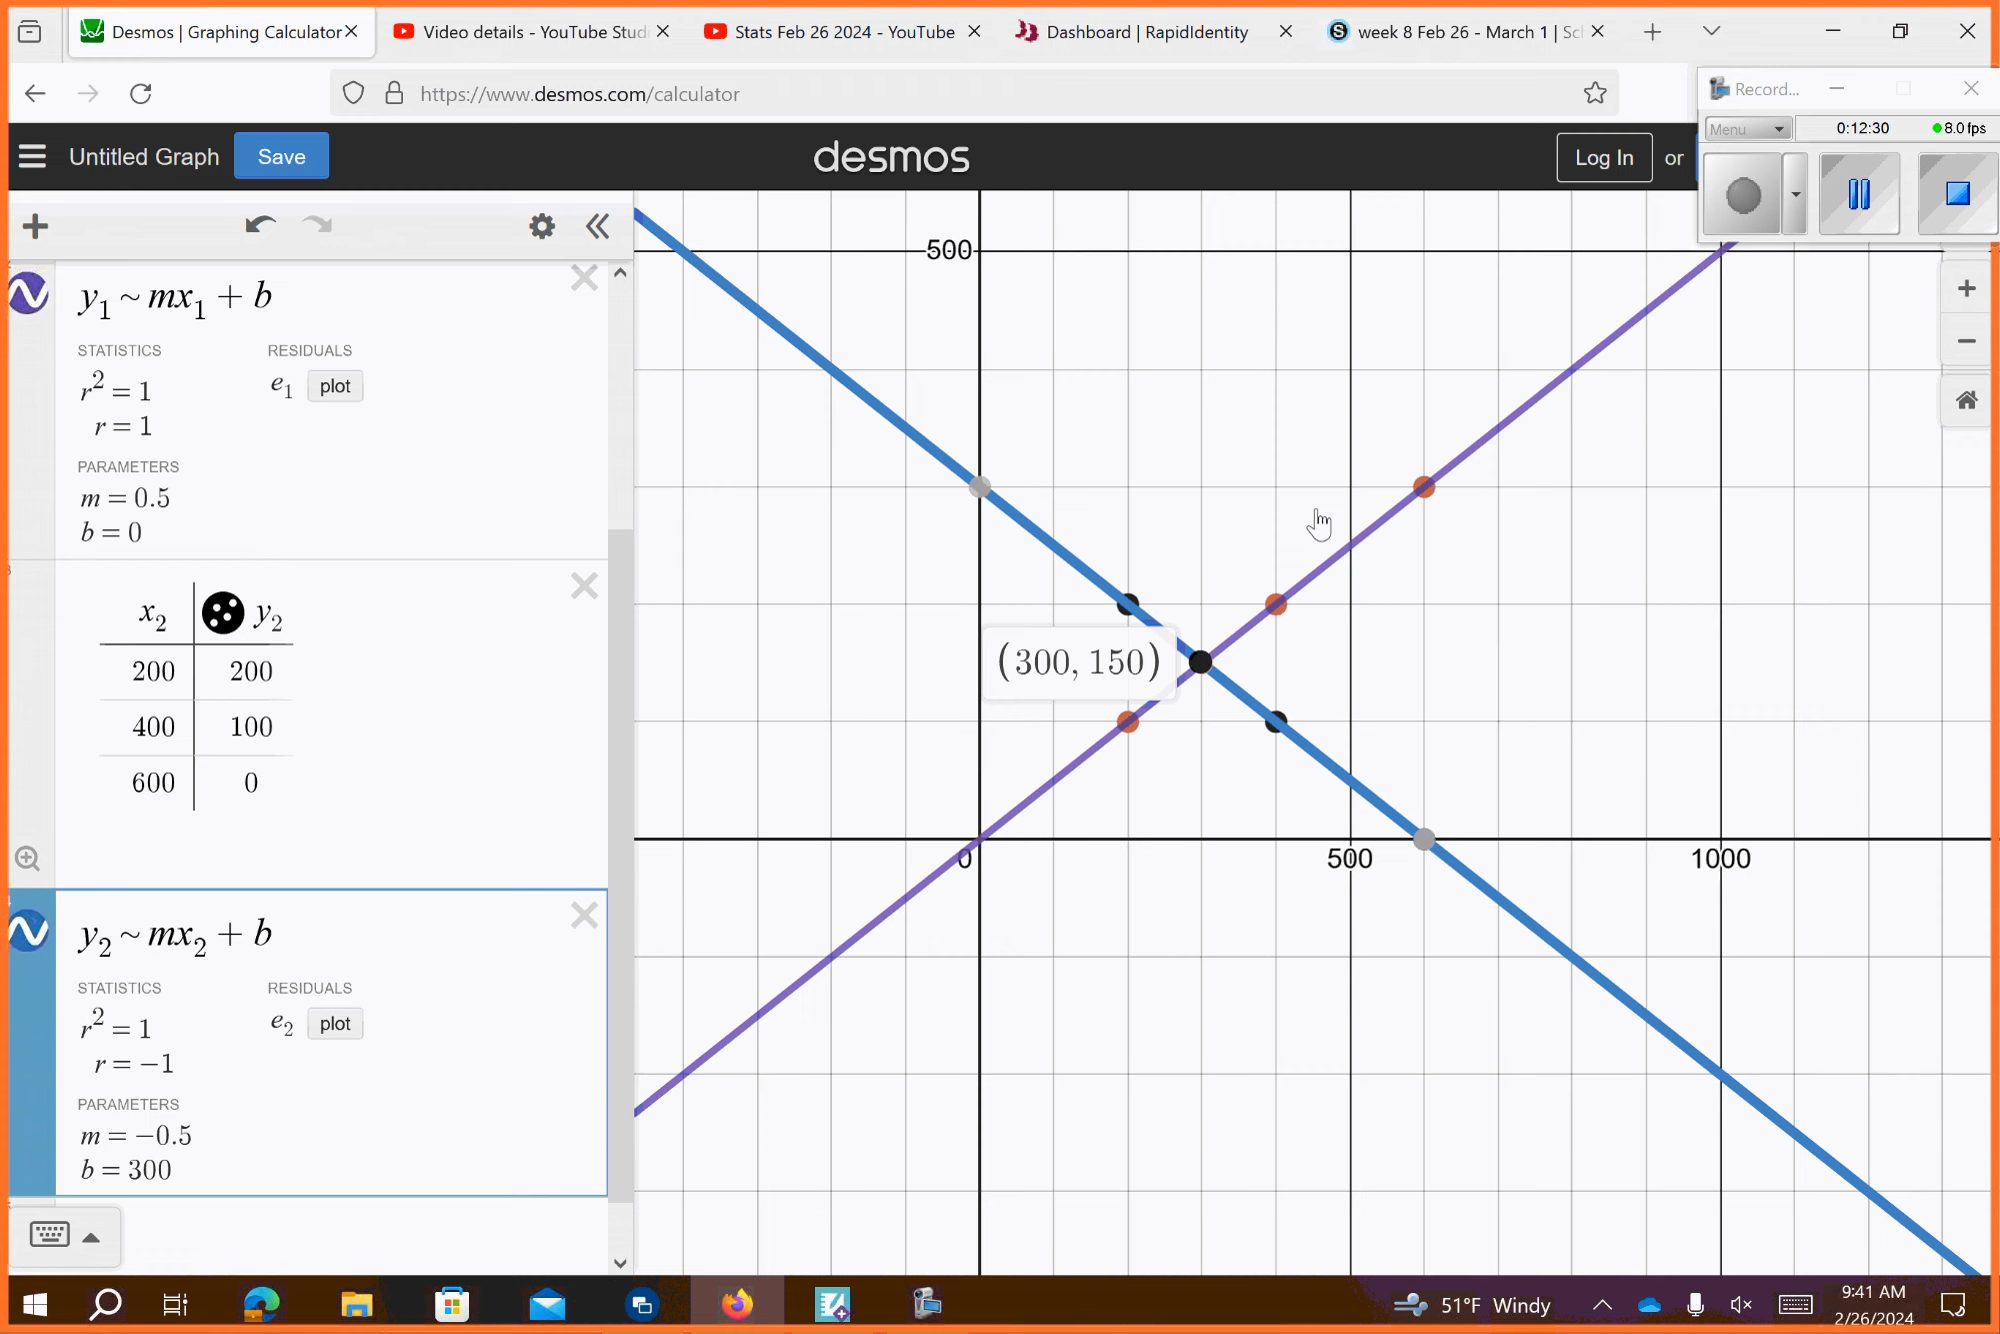 Desmos | Graphing Calculator
Video details - YouTube Stud
Stats Feb 26 2024 - YouTube
Dashboard | RapidIdentity
week 8 Feb 26 - March 1 | Sc
https://www.desmos.com/calculator
Record...
Menu
0:12:30
8.0 fps
Untitled Graph
Save
desmos
Log In
or
y₁ ~ mx₁ + b
STATISTICS
RESIDUALS
r² = 1
e₁ plot
r = 1
PARAMETERS
m = 0.5
b = 0
x₂ y₂
200 200
400 100
600 0
y₂ ~ mx₂ + b
STATISTICS
RESIDUALS
r² = 1
e₂ plot
r = −1
PARAMETERS
m = −0.5
b = 300
500
(300, 150)
0
500
1000
51°F Windy
9:41 AM
2/26/2024